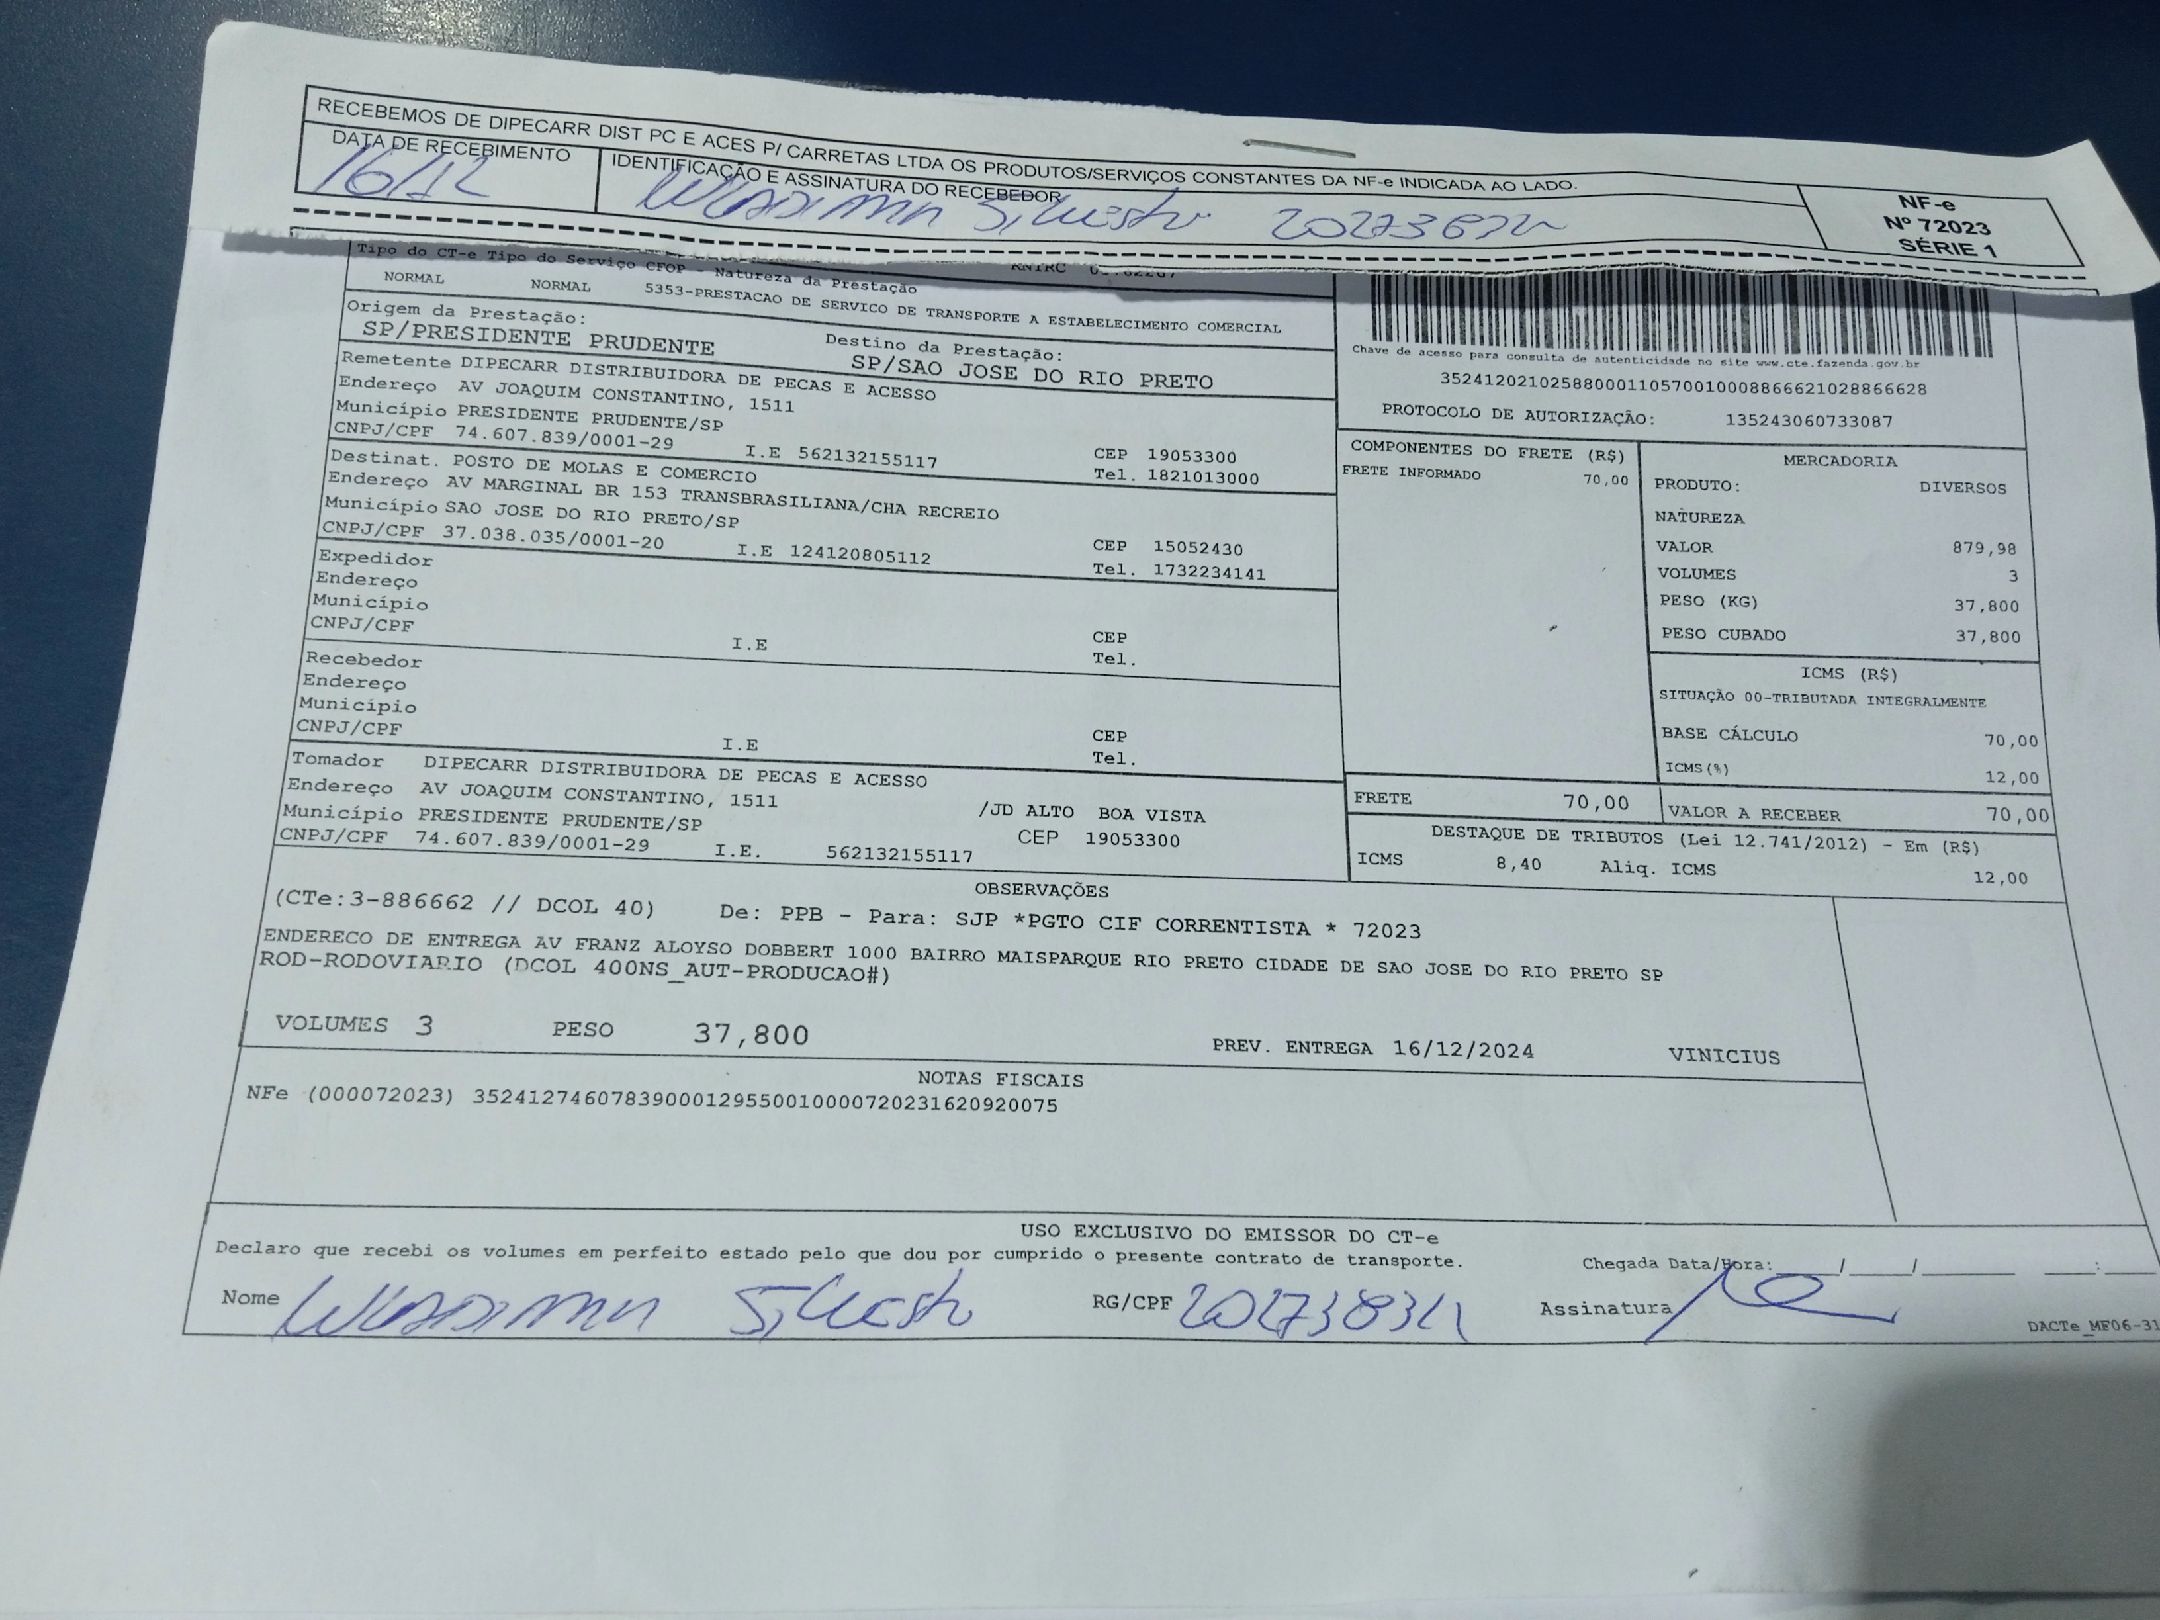 RECEBEMOS DE DIPECARR DIST PC E ACES P/ CARRETAS LTDA OS PRODUTOS/SERVIÇOS CONSTANTES DA NF-e INDICADA AO LADO.
DATA DE RECEBIMENTO
16/12
IDENTIFICAÇÃO E ASSINATURA DO RECEBEDOR
Silvestre
NF-e
Nº 72023
SÉRIE 1
Tipo do CT-e Tipo do Serviço CFOP - Natureza da Prestação
RNTRC
NORMAL NORMAL 5353-PRESTACAO DE SERVICO DE TRANSPORTE A ESTABELECIMENTO COMERCIAL
Origem da Prestação:
SP/PRESIDENTE PRUDENTE
Destino da Prestação:
SP/SAO JOSE DO RIO PRETO
Remetente DIPECARR DISTRIBUIDORA DE PECAS E ACESSO
Endereço AV JOAQUIM CONSTANTINO, 1511
Município PRESIDENTE PRUDENTE/SP
CEP 19053300
CNPJ/CPF 74.607.839/0001-29 I.E 562132155117
Tel. 1821013000
Destinat. POSTO DE MOLAS E COMERCIO
Endereço AV MARGINAL BR 153 TRANSBRASILIANA/CHA RECREIO
Município SAO JOSE DO RIO PRETO/SP
CEP 15052430
CNPJ/CPF 37.038.035/0001-20 I.E 124120805112
Tel. 1732234141
Expedidor
Endereço
Município
CEP
CNPJ/CPF I.E
Tel.
Recebedor
Endereço
Município
CEP
CNPJ/CPF I.E
Tel.
Tomador DIPECARR DISTRIBUIDORA DE PECAS E ACESSO
Endereço AV JOAQUIM CONSTANTINO, 1511 /JD ALTO BOA VISTA
Município PRESIDENTE PRUDENTE/SP CEP 19053300
CNPJ/CPF 74.607.839/0001-29 I.E. 562132155117
Chave de acesso para consulta de autenticidade no site www.cte.fazenda.gov.br
35241202102588000110570010008866621028866628
PROTOCOLO DE AUTORIZAÇÃO: 135243060733087
COMPONENTES DO FRETE (R$)
FRETE INFORMADO 70,00
MERCADORIA
PRODUTO: DIVERSOS
NATUREZA
VALOR 879,98
VOLUMES 3
PESO (KG) 37,800
PESO CUBADO 37,800
ICMS (R$)
SITUAÇÃO 00-TRIBUTADA INTEGRALMENTE
BASE CÁLCULO 70,00
ICMS(%) 12,00
FRETE 70,00 VALOR A RECEBER 70,00
DESTAQUE DE TRIBUTOS (Lei 12.741/2012) - Em (R$)
ICMS 8,40 Aliq. ICMS 12,00
OBSERVAÇÕES
(CTe:3-886662 // DCOL 40) De: PPB - Para: SJP *PGTO CIF CORRENTISTA * 72023
ENDERECO DE ENTREGA AV FRANZ ALOYSO DOBBERT 1000 BAIRRO MAISPARQUE RIO PRETO CIDADE DE SAO JOSE DO RIO PRETO SP
ROD-RODOVIARIO (DCOL 400NS_AUT-PRODUCAO#)
VOLUMES 3 PESO 37,800 PREV. ENTREGA 16/12/2024 VINICIUS
NOTAS FISCAIS
NFe (000072023) 35241274607839000129550010000720231620920075
USO EXCLUSIVO DO EMISSOR DO CT-e
Declaro que recebi os volumes em perfeito estado pelo que dou por cumprido o presente contrato de transporte.
Chegada Data/Hora: / / :
Nome Silvestre
RG/CPF
Assinatura
DACTe_MF06-31